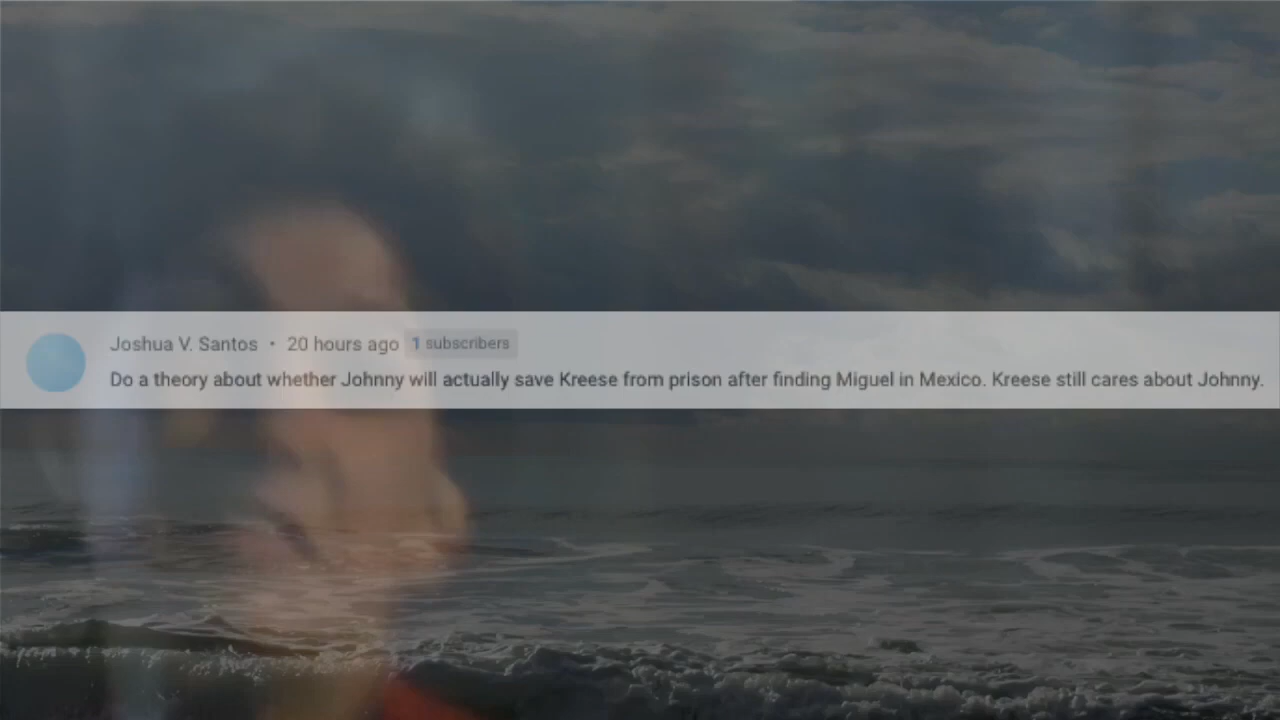 Joshua V. Santos • 20 hours ago 1 subscribers
Do a theory about whether Johnny will actually save Kreese from prison after finding Miguel in Mexico. Kreese still cares about Johnny.